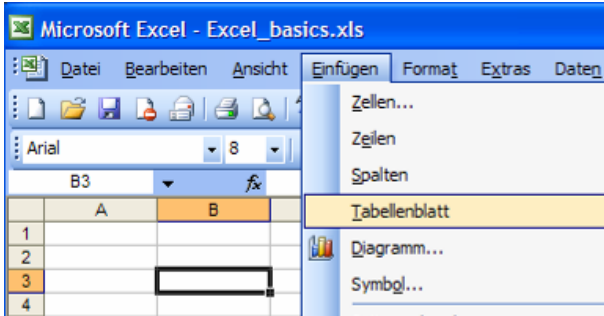 Microsoft Excel - Excel_basics.xls
Datei Bearbeiten Ansicht Einfügen Format Extras Daten
Arial 8
B3 fx
A B
1
2
3
4
Zellen...
Zeilen
Spalten
Tabellenblatt
Diagramm...
Symbol...